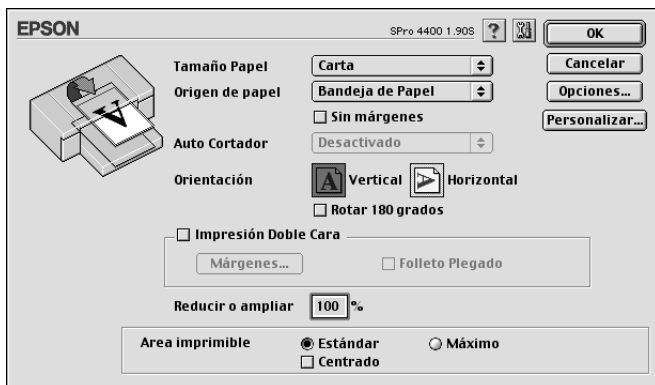 EPSON
SPro 4400 1.90S
?
OK
Tamaño Papel
Carta
Cancelar
Origen de papel
Bandeja de Papel
Opciones...
Sin márgenes
Personalizar...
Auto Cortador
Desactivado
Orientación
A Vertical
A Horizontal
Rotar 180 grados
Impresión Doble Cara
Márgenes...
Folleto Plegado
Reducir o ampliar
100 %
Area imprimible
Estándar
Máximo
Centrado